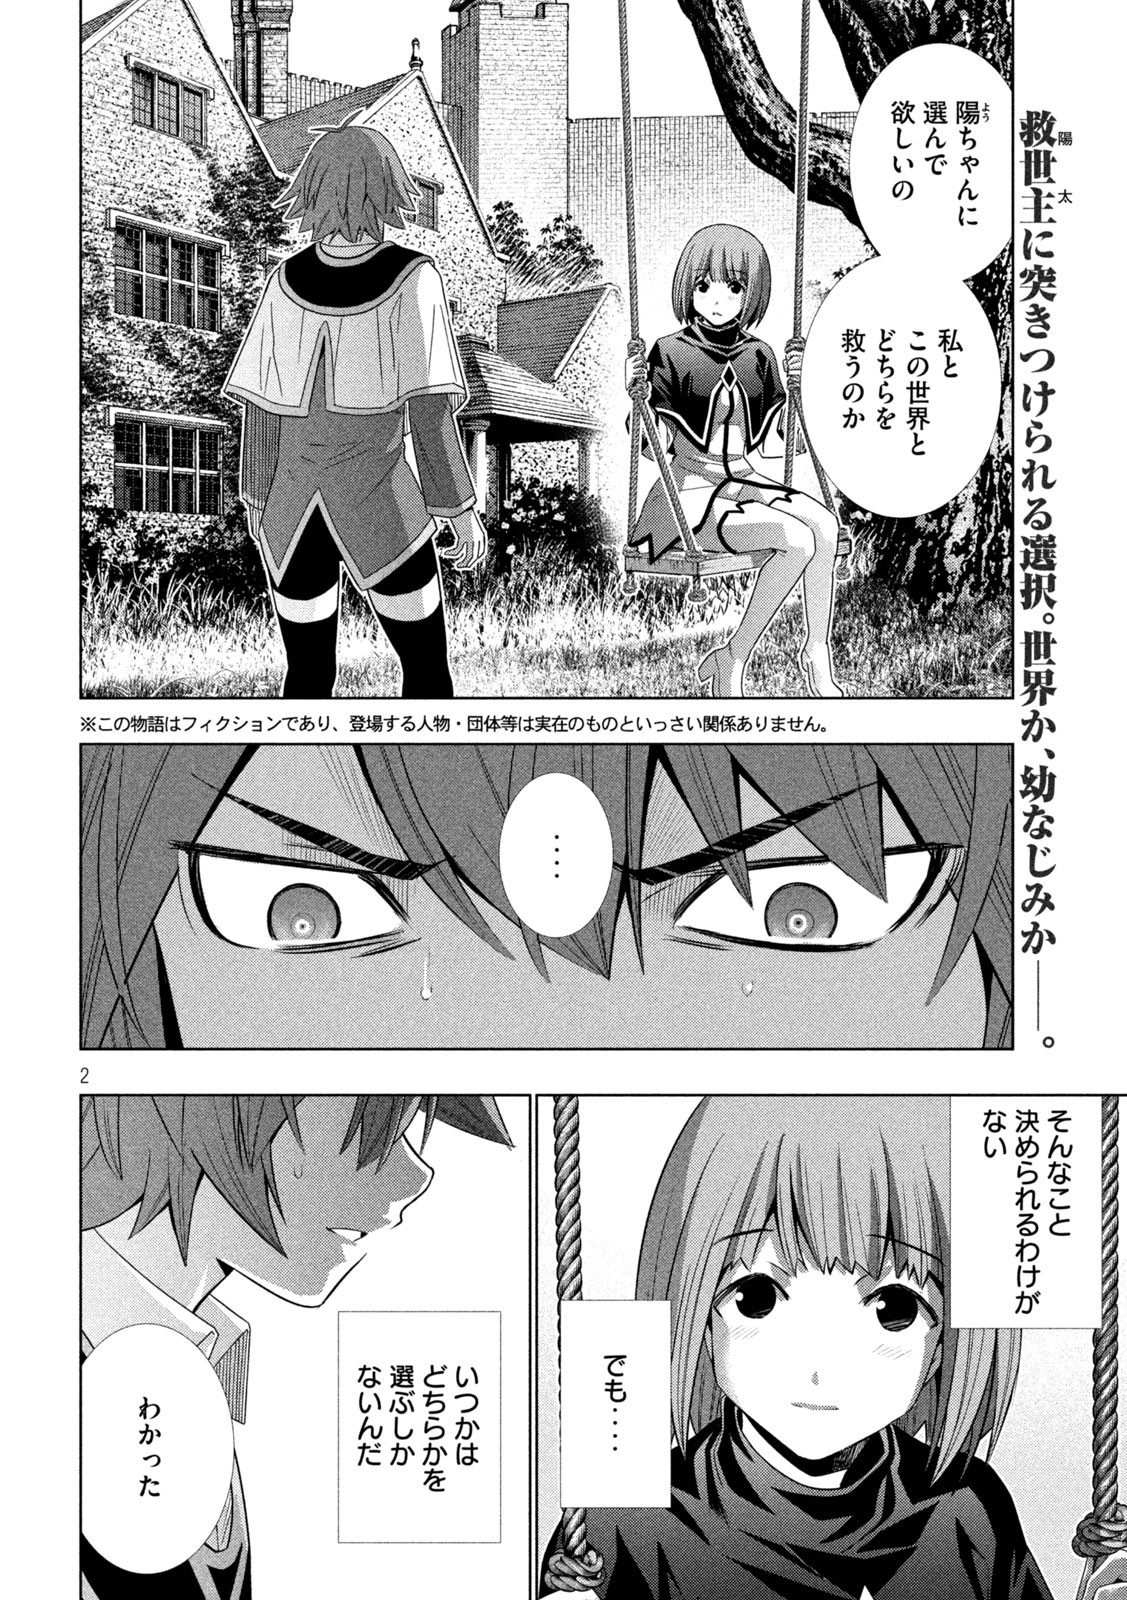 救世主に突きつけられる選択。世界か、幼なじみか――。
陽太
陽ちゃんに
よう
選んで
欲しいの
私と
この世界と
どちらを
救うのか
※この物語はフィクションであり、登場する人物・団体等は実在のものといっさい関係ありません。
‥‥
2
そんなこと
決められるわけが
ない
でも‥‥
いつかは
どちらかを
選ぶしか
ないんだ
わかった